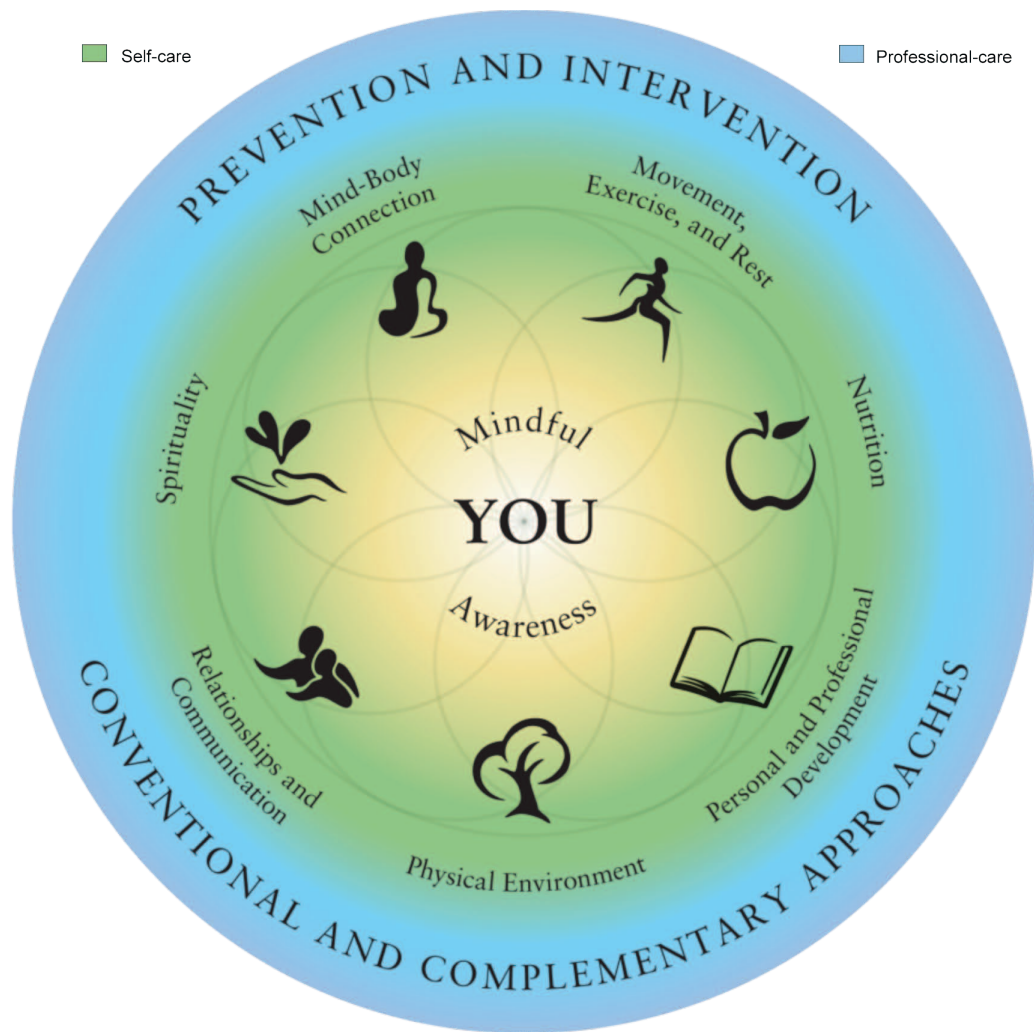 Self-care
Professional-care
PREVENTION AND INTERVENTION
Mind-Body
Connection
Movement,
Exercise, and Rest
Spirituality
Nutrition
Mindful
YOU
Awareness
Relationships and
Communication
Personal and Professional
Development
Physical Environment
CONVENTIONAL AND COMPLEMENTARY APPROACHES